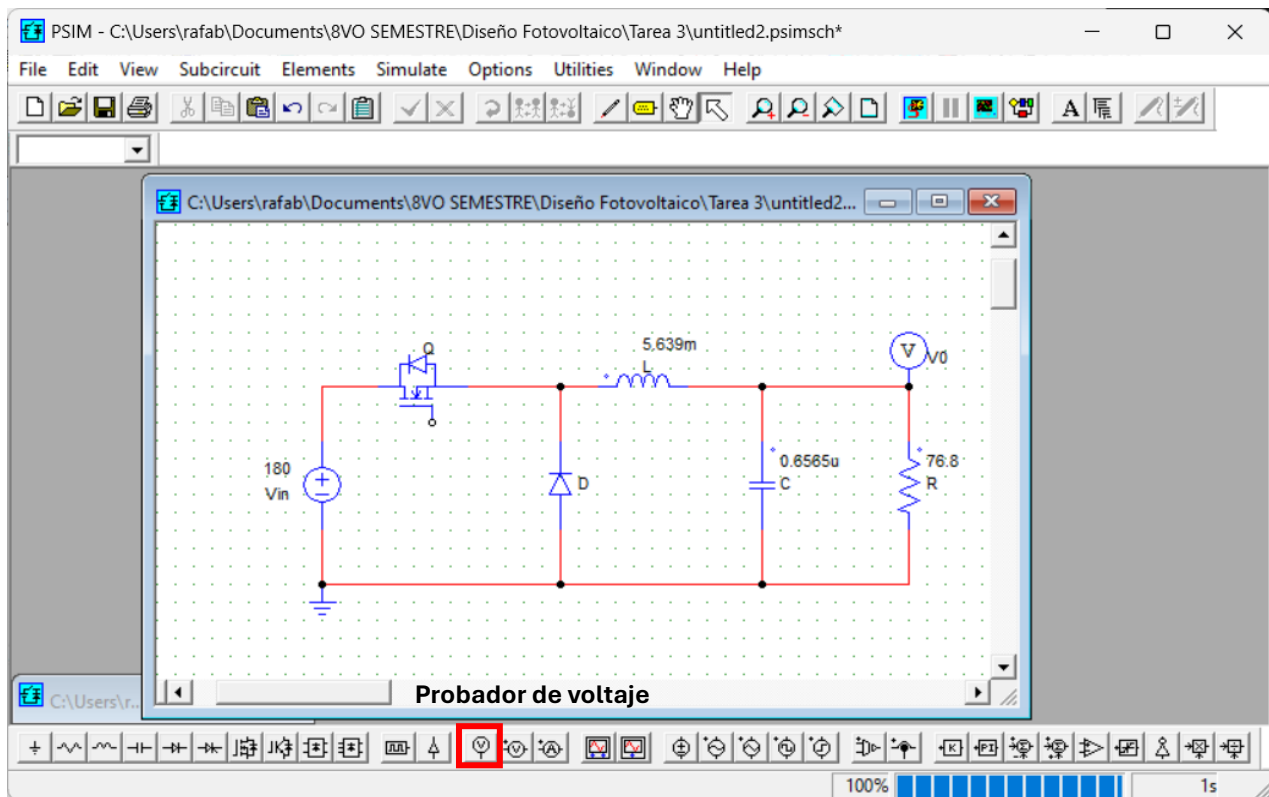 PSIM - C:\Users\rafab\Documents\8VO SEMESTRE\Diseño Fotovoltaico\Tarea 3\untitled2.psimsch*
File Edit View Subcircuit Elements Simulate Options Utilities Window Help
A
C:\Users\rafab\Documents\8VO SEMESTRE\Diseño Fotovoltaico\Tarea 3\untitled2...
Q
5.639m
L
V
V0
180
Vin
D
0.6565u
C
76.8
R
C:\Users\r...
Probador de voltaje
V
V
A
K
PI
100%
1s